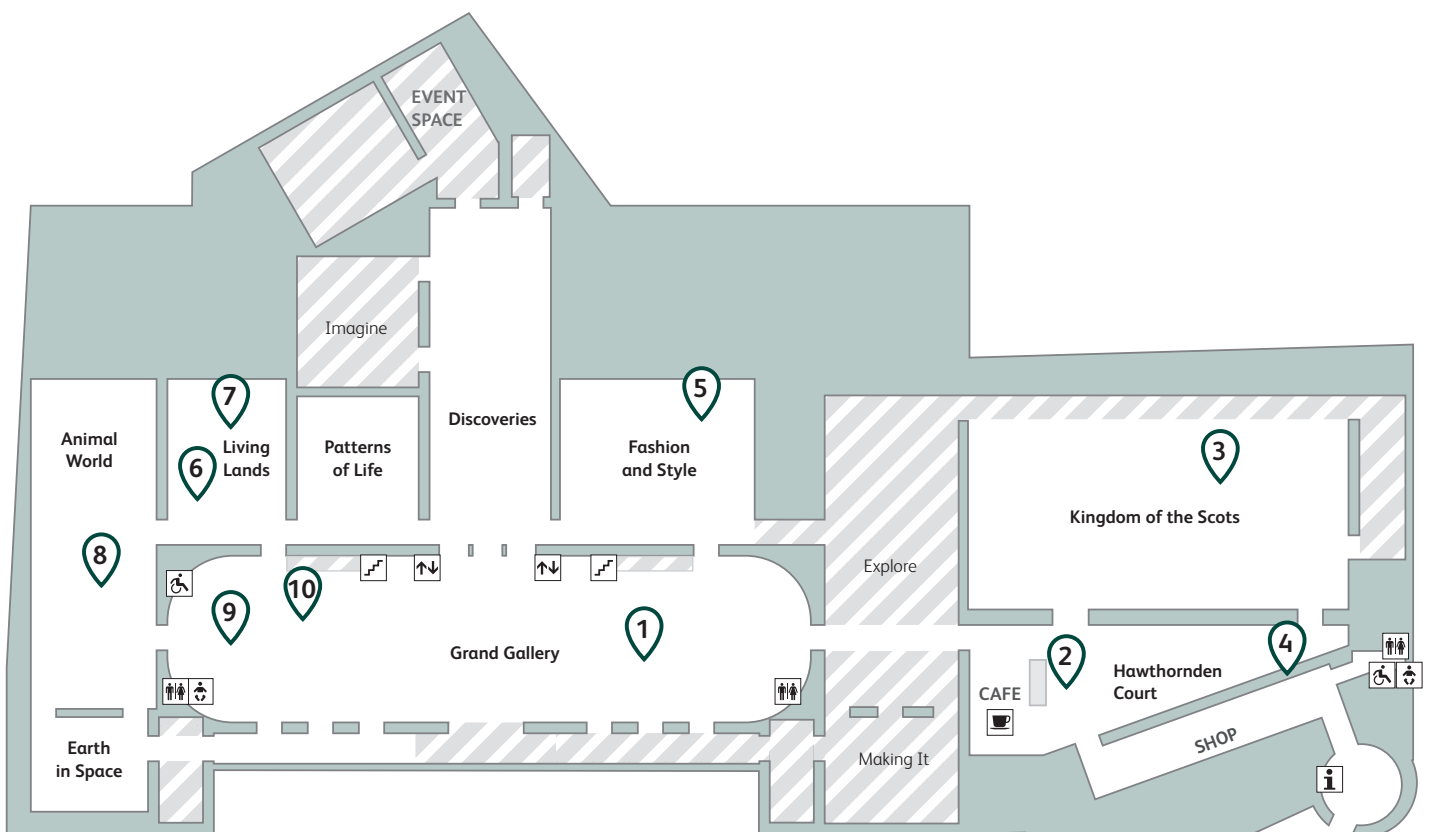 EVENT
SPACE
Imagine
7
5
Discoveries
Animal
World
Living
Lands
6
Patterns
of Life
Fashion
and Style
3
Kingdom of the Scots
8
Explore
10
9
1
Grand Gallery
2
4
Hawthornden
Court
CAFE
SHOP
Earth
in Space
Making It
i